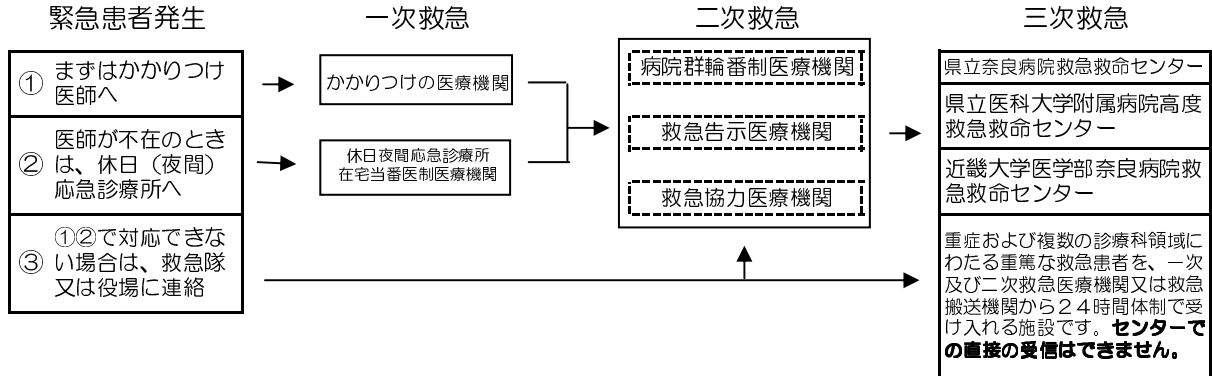 緊急患者発生
一次救急
二次救急
三次救急
① まずはかかりつけ
医師へ
② 医師が不在のとき
は、休日（夜間）
応急診療所へ
③ ①②で対応できな
い場合は、救急隊
又は役場に連絡
かかりつけの医療機関
休日夜間応急診療所
在宅当番医制医療機関
病院群輪番制医療機関
救急告示医療機関
救急協力医療機関
県立奈良病院救急救命センター
県立医科大学附属病院高度
救急救命センター
近畿大学医学部奈良病院救
急救命センター
重症および複数の診療科領域に
わたる重篤な救急患者を、一次
及び二次救急医療機関又は救急
搬送機関から２４時間体制で受
け入れる施設です。センターで
の直接の受信はできません。